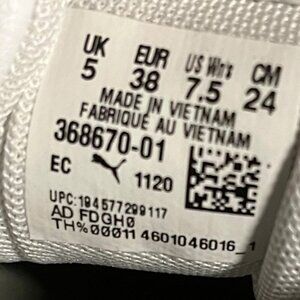 UK EUR US Wn's CM
5 38 7.5 24
MADE IN VIETNAM
FABRIQUÉ AU VIETNAM
368670-01
EC 1120
UPC:194577299117
AD FDGH0
TH%00011 4601046016_1